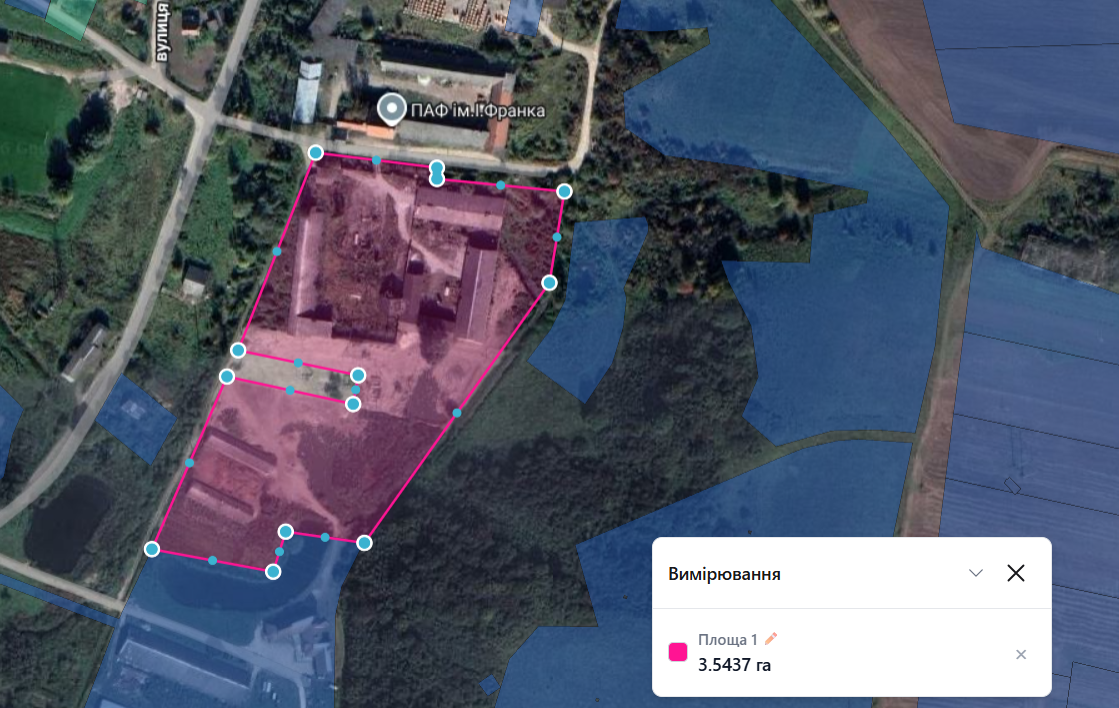 вулиця
ПАФ ім.І.Франка
Вимірювання
Площа 1
3.5437 га